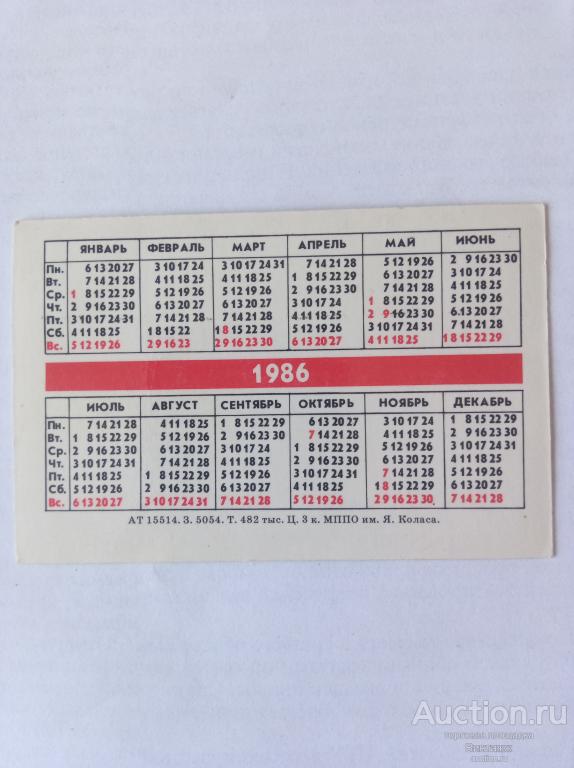 ЯНВАРЬ ФЕВРАЛЬ МАРТ АПРЕЛЬ МАЙ ИЮНЬ
Пн. 6 13 20 27 3 10 17 24 3 10 17 24 31 7 14 21 28 5 12 19 26 2 9 16 23 30
Вт. 7 14 21 28 4 11 18 25 4 11 18 25 1 8 15 22 29 6 13 20 27 3 10 17 24
Ср. 1 8 15 22 29 5 12 19 26 5 12 19 26 2 9 16 23 30 7 14 21 28 4 11 18 25
Чт. 2 9 16 23 30 6 13 20 27 6 13 20 27 3 10 17 24 1 8 15 22 29 5 12 19 26
Пт. 3 10 17 24 31 7 14 21 28 7 14 21 28 4 11 18 25 2 9 16 23 30 6 13 20 27
Сб. 4 11 18 25 1 8 15 22 1 8 15 22 29 5 12 19 26 3 10 17 24 31 7 14 21 28
Вс. 5 12 19 26 2 9 16 23 2 9 16 23 30 6 13 20 27 4 11 18 25 1 8 15 22 29
1986
ИЮЛЬ АВГУСТ СЕНТЯБРЬ ОКТЯБРЬ НОЯБРЬ ДЕКАБРЬ
Пн. 7 14 21 28 4 11 18 25 1 8 15 22 29 6 13 20 27 3 10 17 24 1 8 15 22 29
Вт. 1 8 15 22 29 5 12 19 26 2 9 16 23 30 7 14 21 28 4 11 18 25 2 9 16 23 30
Ср. 2 9 16 23 30 6 13 20 27 3 10 17 24 1 8 15 22 29 5 12 19 26 3 10 17 24 31
Чт. 3 10 17 24 31 7 14 21 28 4 11 18 25 2 9 16 23 30 6 13 20 27 4 11 18 25
Пт. 4 11 18 25 1 8 15 22 29 5 12 19 26 3 10 17 24 31 7 14 21 28 5 12 19 26
Сб. 5 12 19 26 2 9 16 23 30 6 13 20 27 4 11 18 25 1 8 15 22 29 6 13 20 27
Вс. 6 13 20 27 3 10 17 24 31 7 14 21 28 5 12 19 26 2 9 16 23 30 7 14 21 28
АТ 15514. З. 5054. Т. 482 тыс. Ц. 3 к. МППО им. Я. Коласа.
Auction.ru
торговая площадка
auction.ru